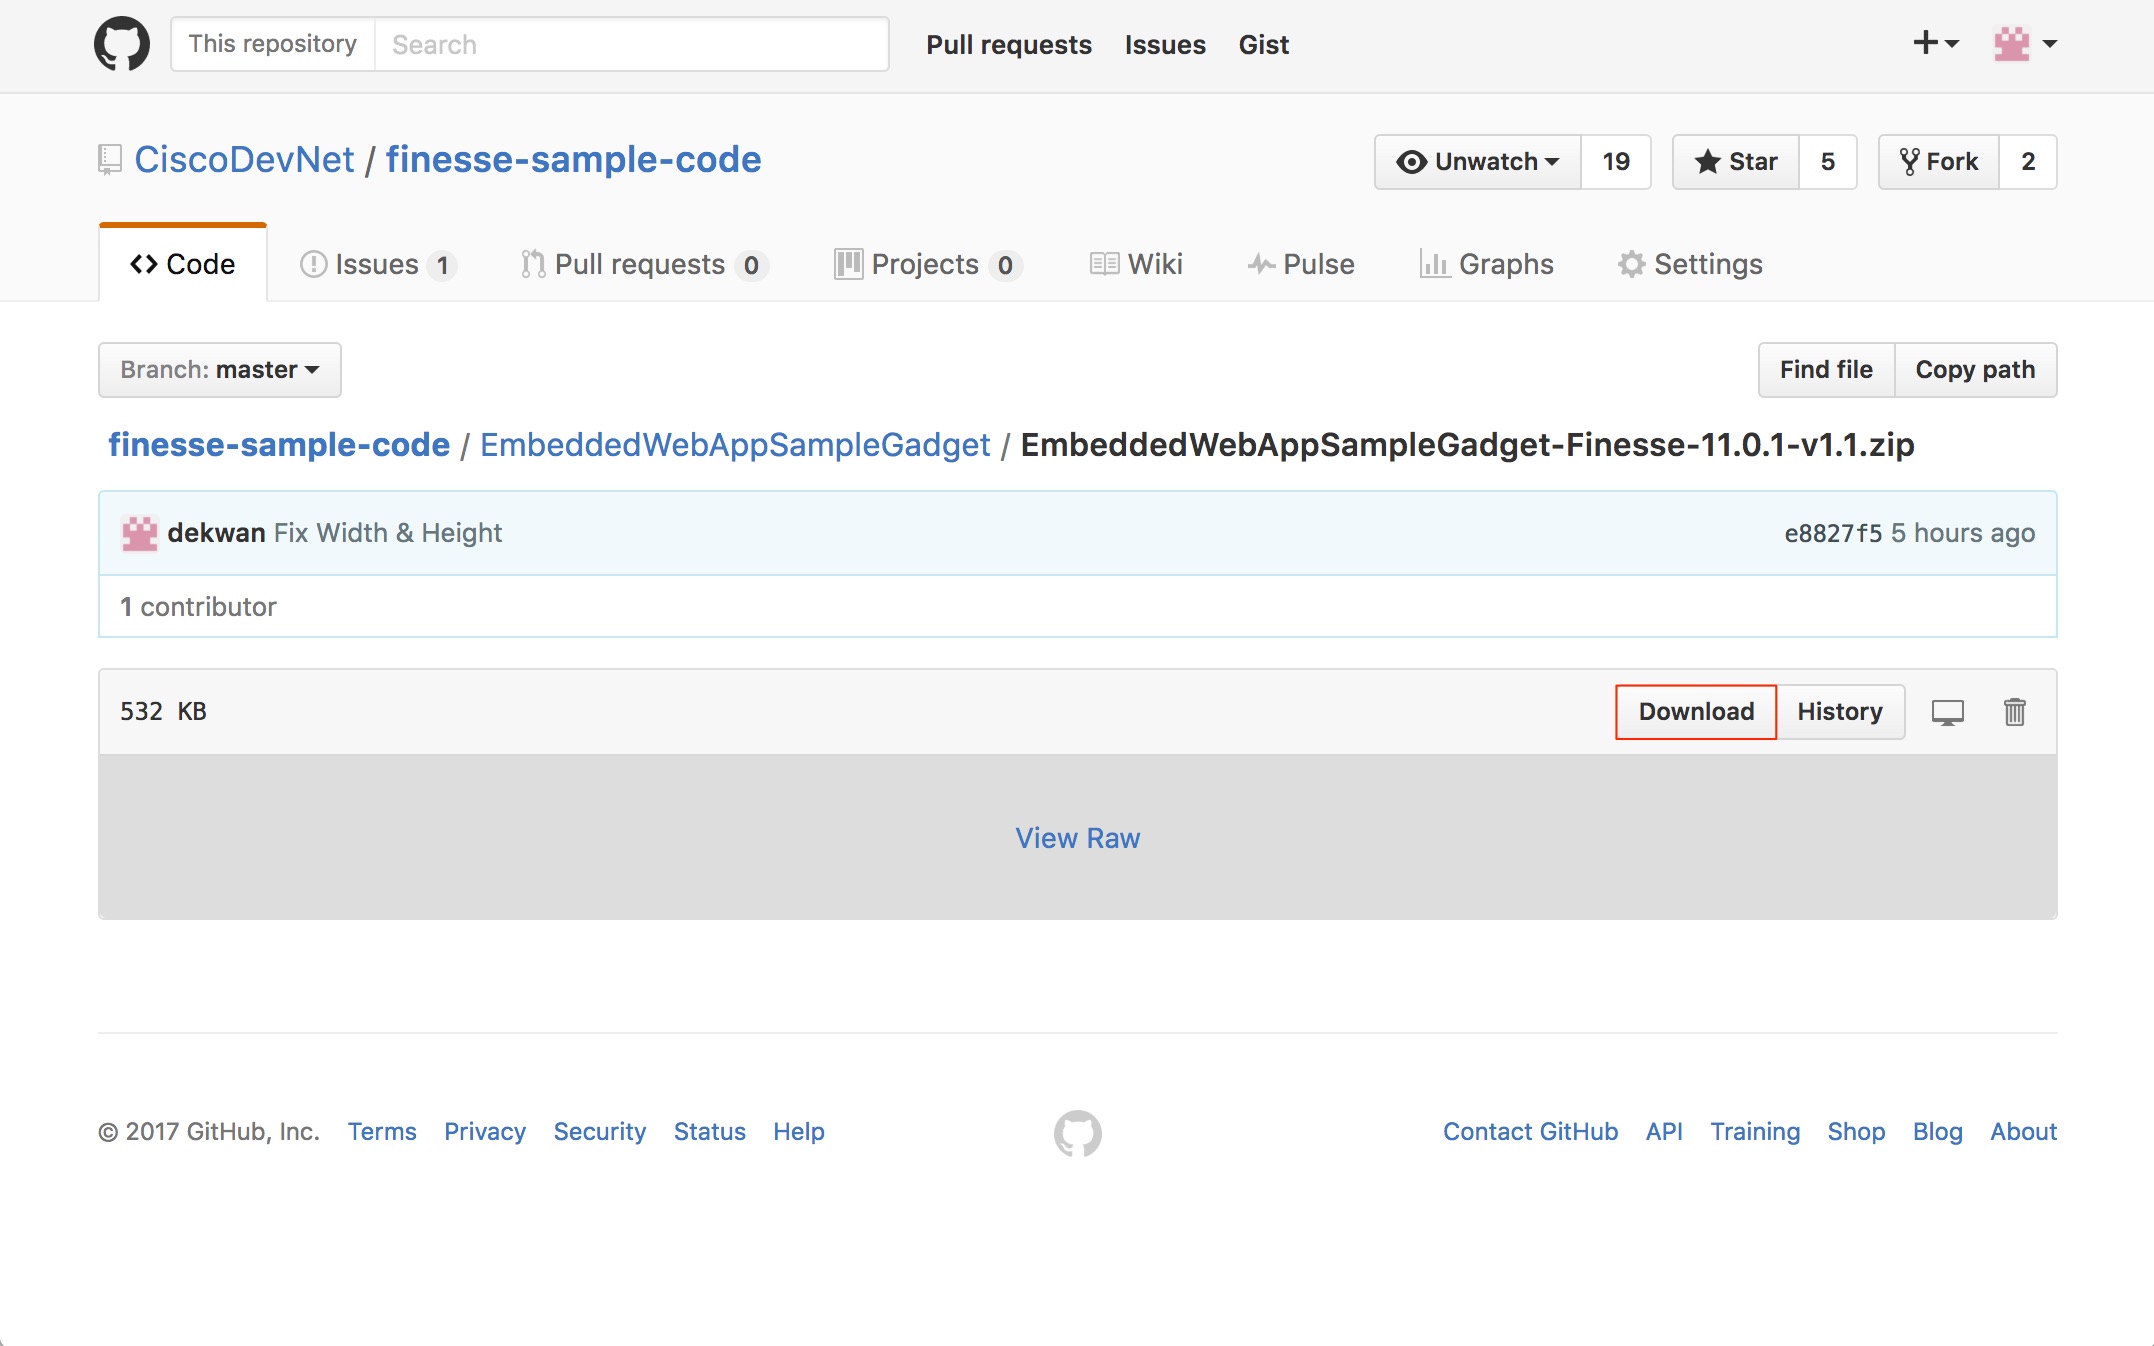 This repository Search Pull requests Issues Gist
CiscoDevNet / finesse-sample-code Unwatch 19 Star 5 Fork 2
Code Issues 1 Pull requests 0 Projects 0 Wiki Pulse Graphs Settings
Branch: master Find file Copy path
finesse-sample-code / EmbeddedWebAppSampleGadget / EmbeddedWebAppSampleGadget-Finesse-11.0.1-v1.1.zip
dekwan Fix Width & Height e8827f5 5 hours ago
1 contributor
532 KB Download History
View Raw
© 2017 GitHub, Inc. Terms Privacy Security Status Help Contact GitHub API Training Shop Blog About